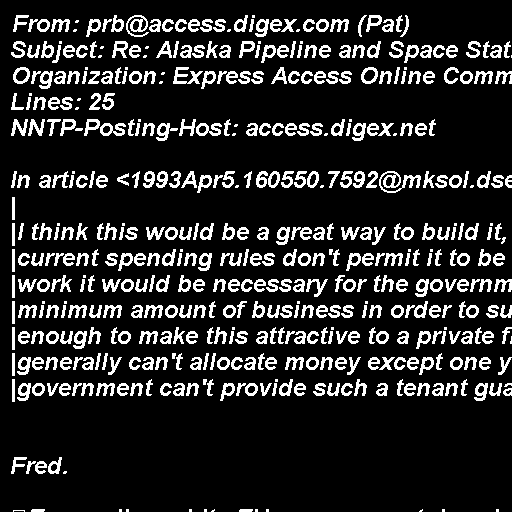 From: prb@access.digex.com (Pat)
Subject: Re: Alaska Pipeline and Space Stat
Organization: Express Access Online Comm
Lines: 25
NNTP-Posting-Host: access.digex.net
In article <1993Apr5.160550.7592@mksol.dse
|
|I think this would be a great way to build it,
|current spending rules don't permit it to be
|work it would be necessary for the governm
|minimum amount of business in order to su
|enough to make this attractive to a private f
|generally can't allocate money except one y
|government can't provide such a tenant gua
Fred.